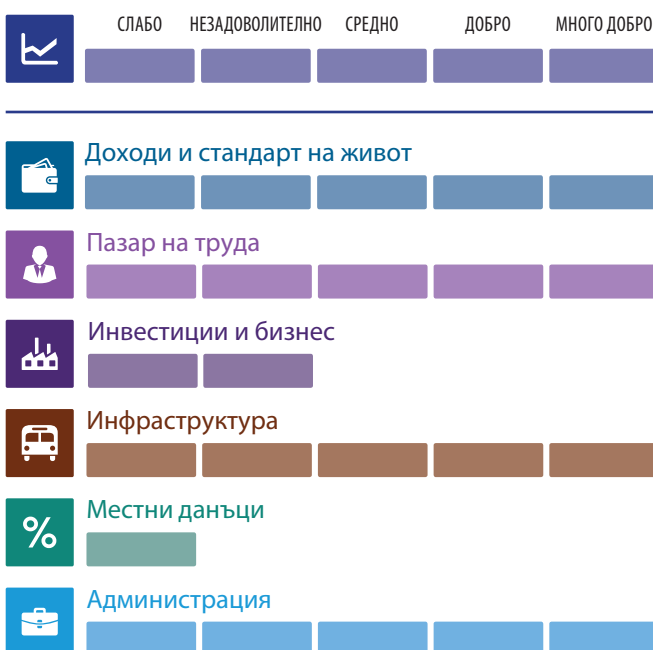 СЛАБО НЕЗАДОВОЛИТЕЛНО СРЕДНО ДОБРО МНОГО ДОБРО
Доходи и стандарт на живот
Пазар на труда
Инвестиции и бизнес
Инфраструктура
Местни данъци
%
Администрация